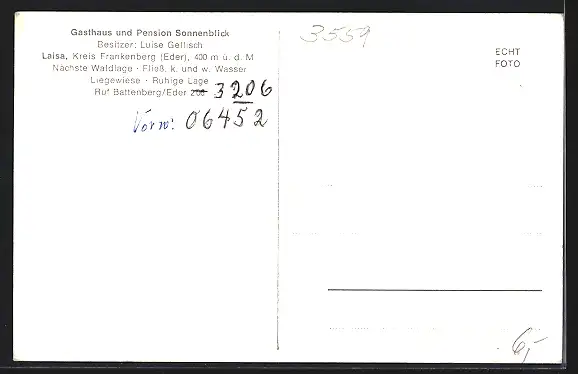 Gasthaus und Pension Sonnenblick
Besitzer: Luise Gellisch
Laisa, Kreis Frankenberg (Eder), 400 m ü. d. M
Nächste Waldlage · Fließ. k. und w. Wasser
Liegewiese · Ruhige Lage
Ruf Battenberg/Eder 206 3206
Vorw: 06452
3559
ECHT
FOTO
6,-